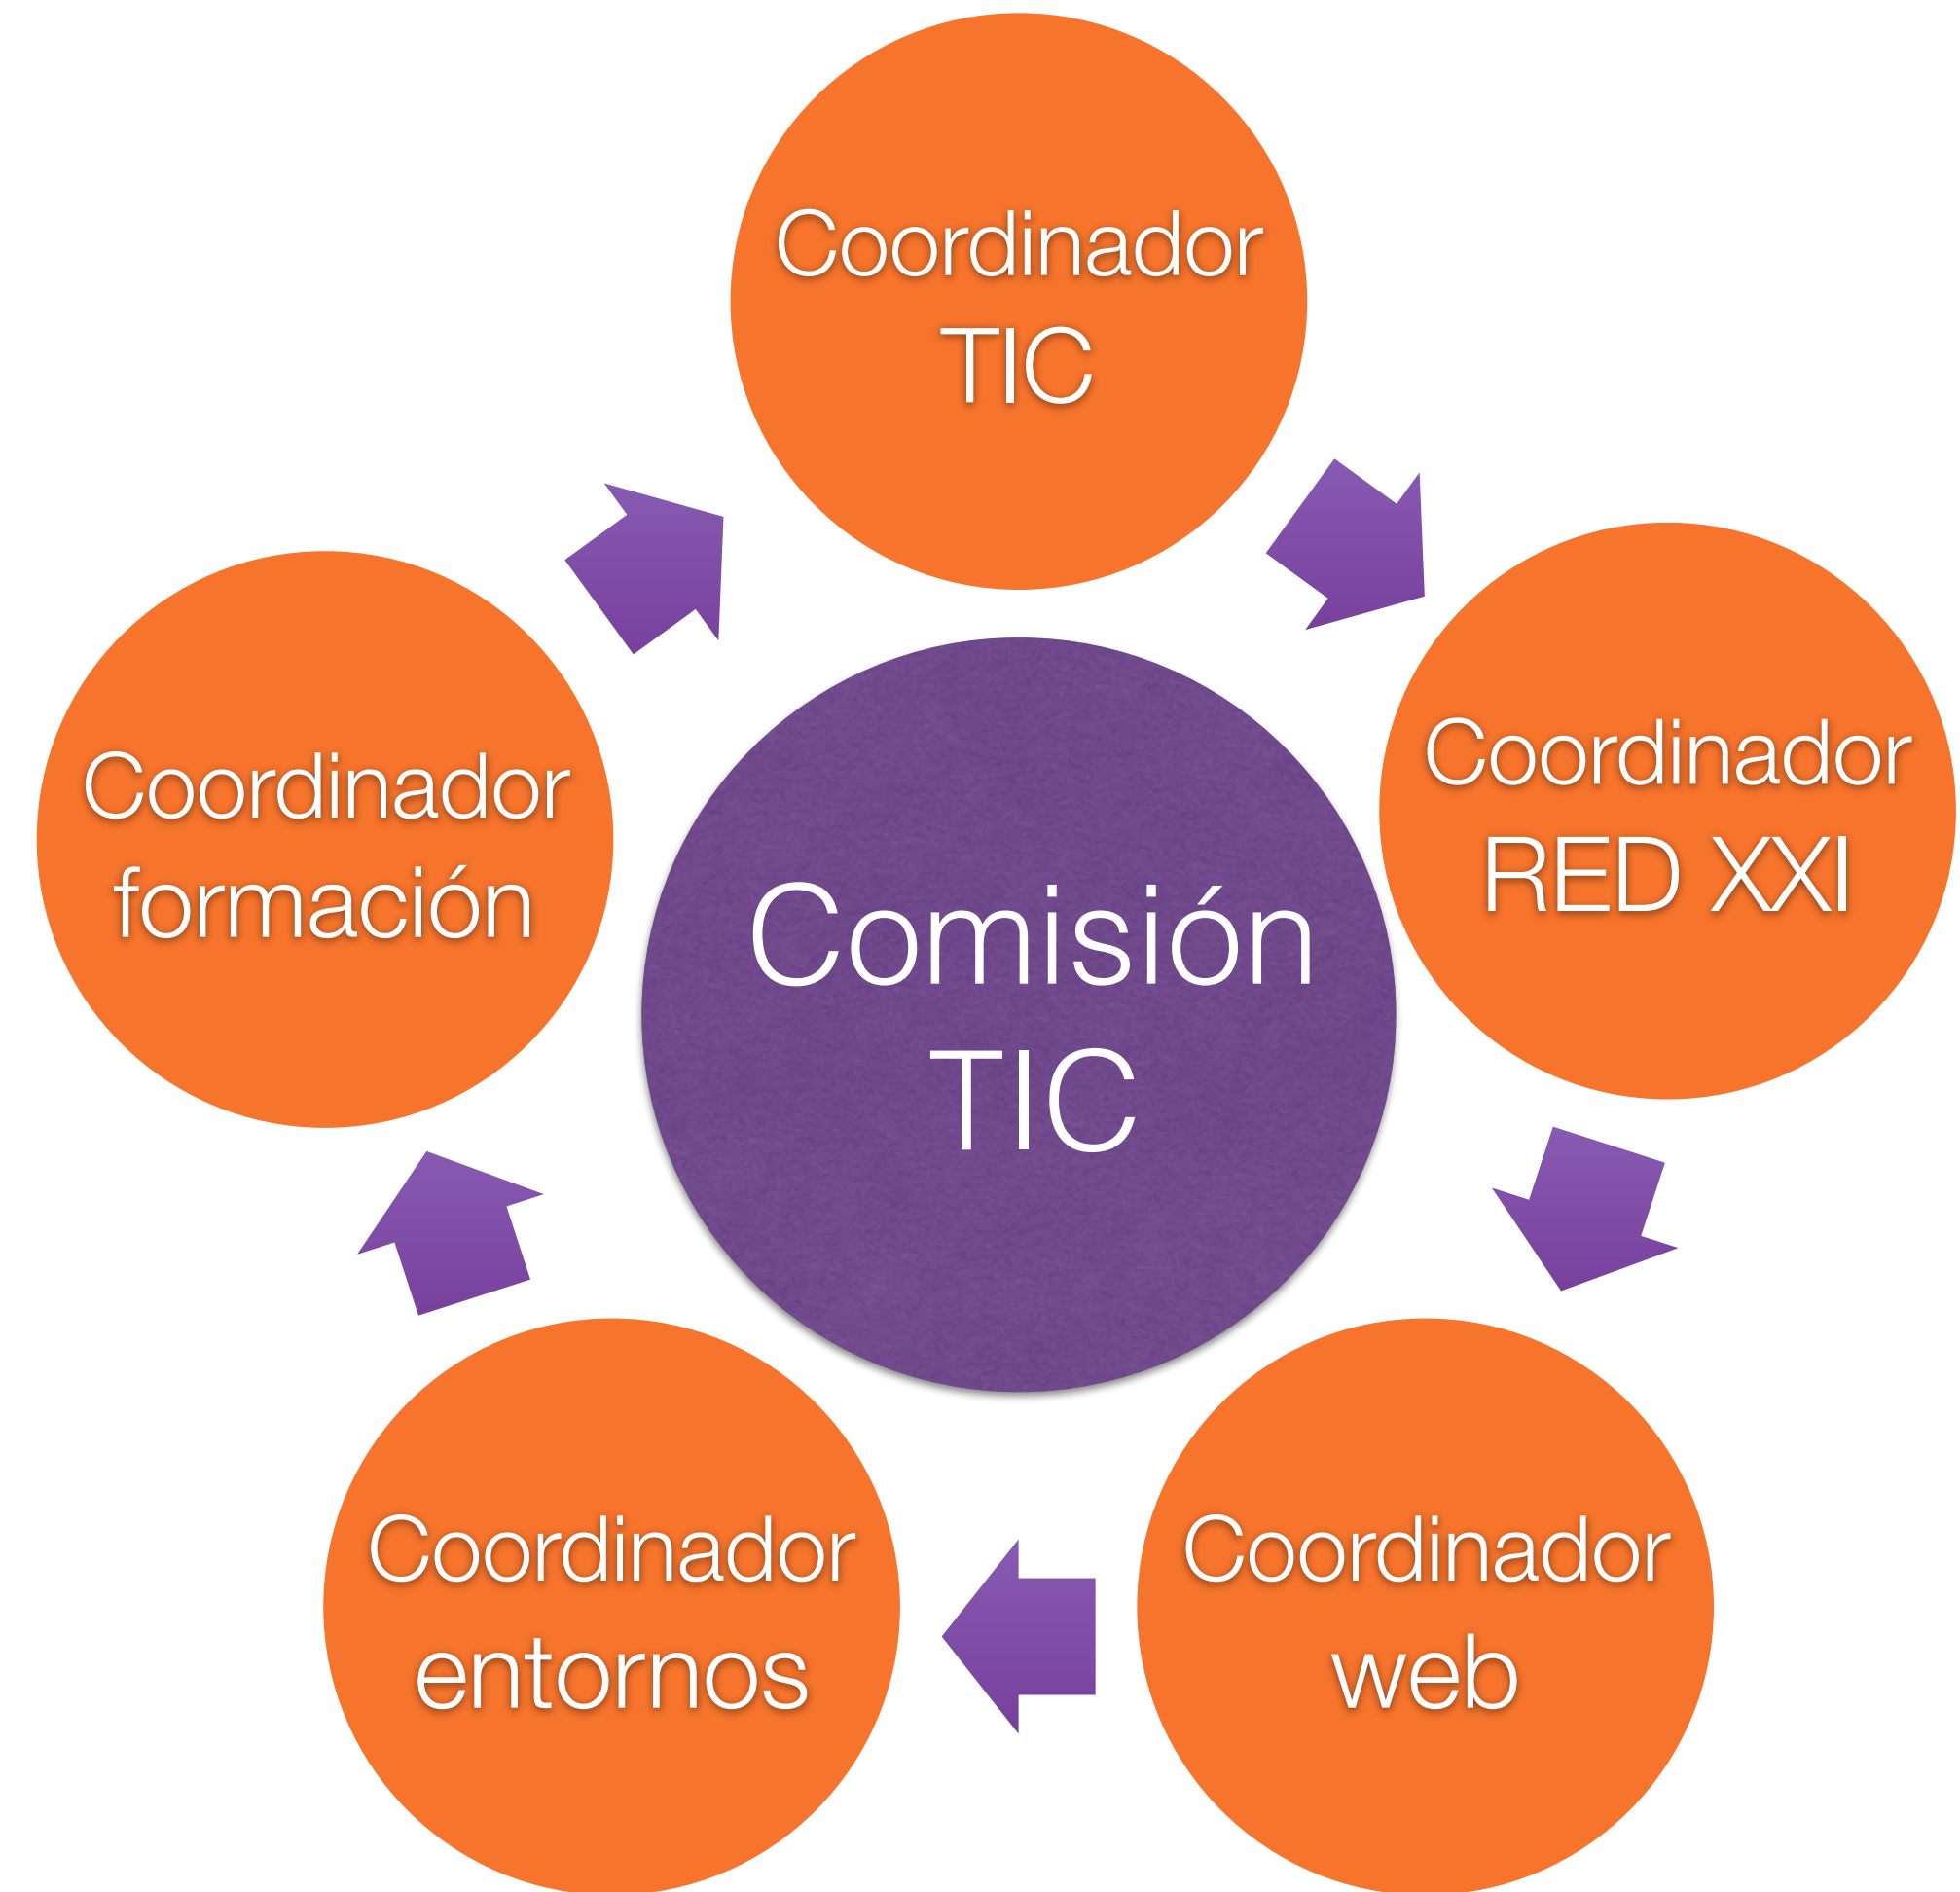 Coordinador
TIC
Coordinador
RED XXI
Coordinador
formación
Comisión
TIC
Coordinador
entornos
Coordinador
web